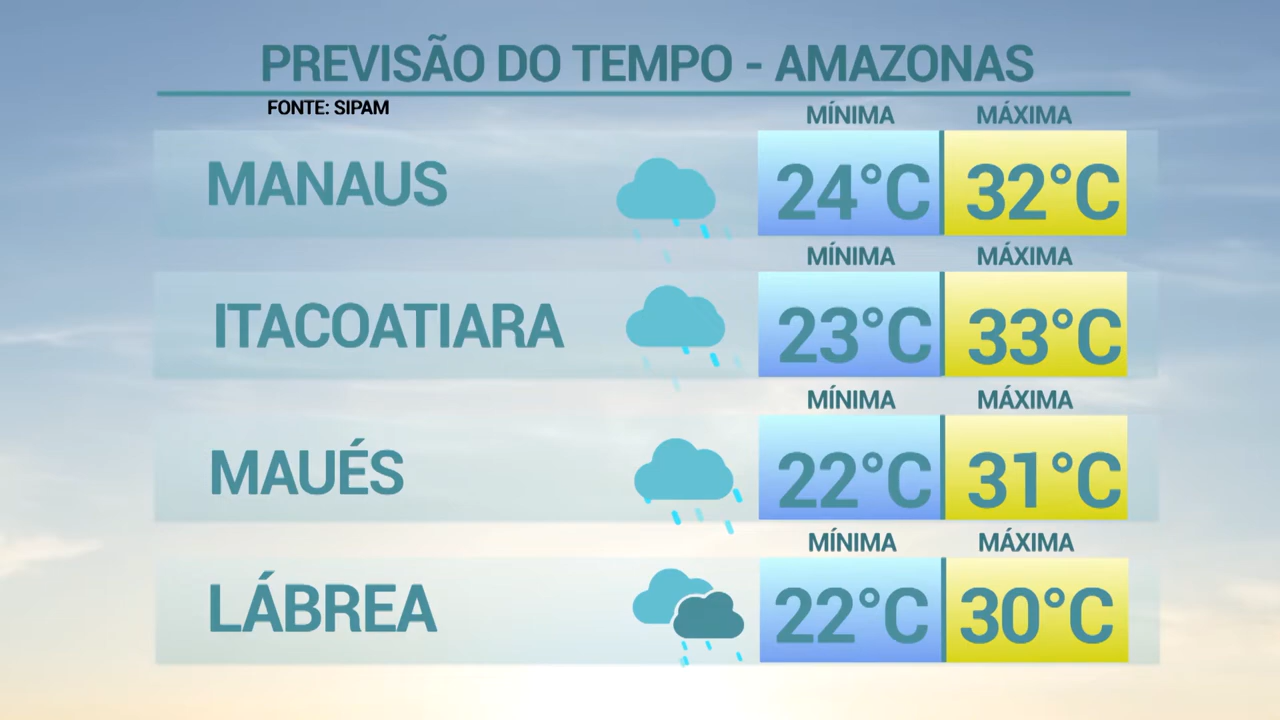 PREVISÃO DO TEMPO - AMAZONAS
FONTE: SIPAM
MÍNIMA MÁXIMA
MANAUS 24°C 32°C
MÍNIMA MÁXIMA
ITACOATIARA 23°C 33°C
MÍNIMA MÁXIMA
MAUÉS 22°C 31°C
MÍNIMA MÁXIMA
LÁBREA 22°C 30°C